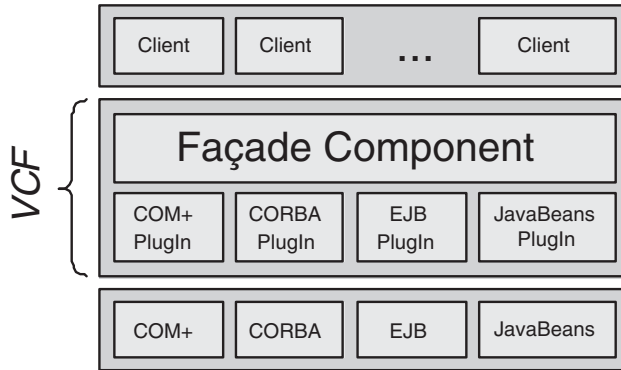 Client Client ... Client
VCF
Façade Component
COM+ PlugIn
CORBA PlugIn
EJB PlugIn
JavaBeans PlugIn
COM+ CORBA EJB JavaBeans